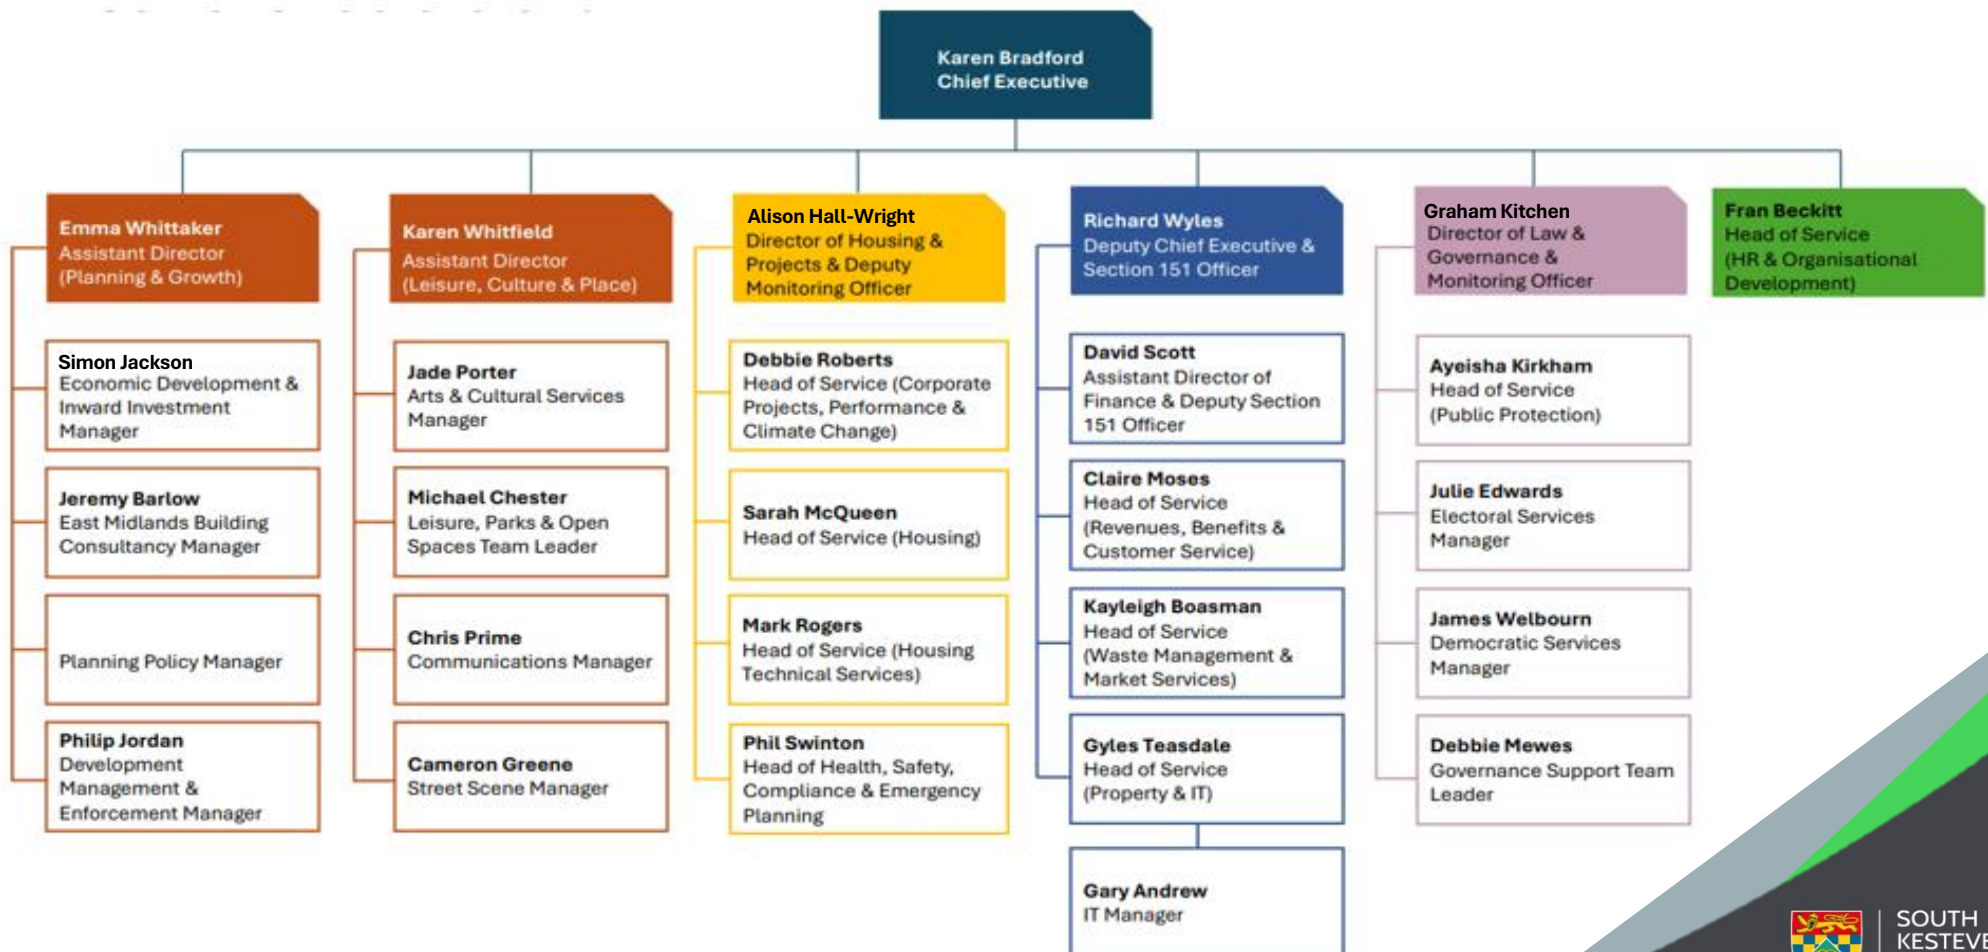 Karen Bradford
Chief Executive
Emma Whittaker
Assistant Director
(Planning & Growth)
Simon Jackson
Economic Development &
Inward Investment
Manager
Jeremy Barlow
East Midlands Building
Consultancy Manager
Planning Policy Manager
Philip Jordan
Development
Management &
Enforcement Manager
Karen Whitfield
Assistant Director
(Leisure, Culture & Place)
Jade Porter
Arts & Cultural Services
Manager
Michael Chester
Leisure, Parks & Open
Spaces Team Leader
Chris Prime
Communications Manager
Cameron Greene
Street Scene Manager
Alison Hall-Wright
Director of Housing &
Projects & Deputy
Monitoring Officer
Debbie Roberts
Head of Service (Corporate
Projects, Performance &
Climate Change)
Sarah McQueen
Head of Service (Housing)
Mark Rogers
Head of Service (Housing
Technical Services)
Phil Swinton
Head of Health, Safety,
Compliance & Emergency
Planning
Richard Wyles
Deputy Chief Executive &
Section 151 Officer
David Scott
Assistant Director of
Finance & Deputy Section
151 Officer
Claire Moses
Head of Service
(Revenues, Benefits &
Customer Service)
Kayleigh Boasman
Head of Service
(Waste Management &
Market Services)
Gyles Teasdale
Head of Service
(Property & IT)
Gary Andrew
IT Manager
Graham Kitchen
Director of Law &
Governance &
Monitoring Officer
Ayeisha Kirkham
Head of Service
(Public Protection)
Julie Edwards
Electoral Services
Manager
James Welbourn
Democratic Services
Manager
Debbie Mewes
Governance Support Team
Leader
Fran Beckitt
Head of Service
(HR & Organisational
Development)
SOUTH
KESTEVE